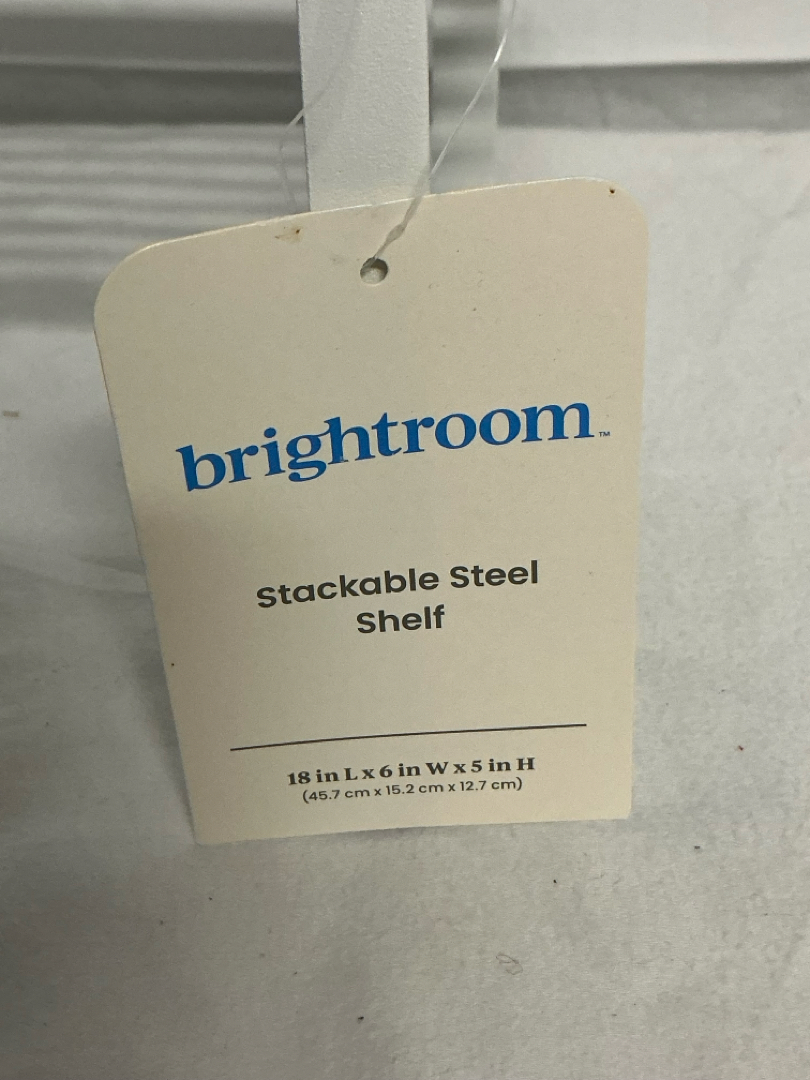 brightroom™
Stackable Steel
Shelf
18 in L x 6 in W x 5 in H
(45.7 cm x 15.2 cm x 12.7 cm)